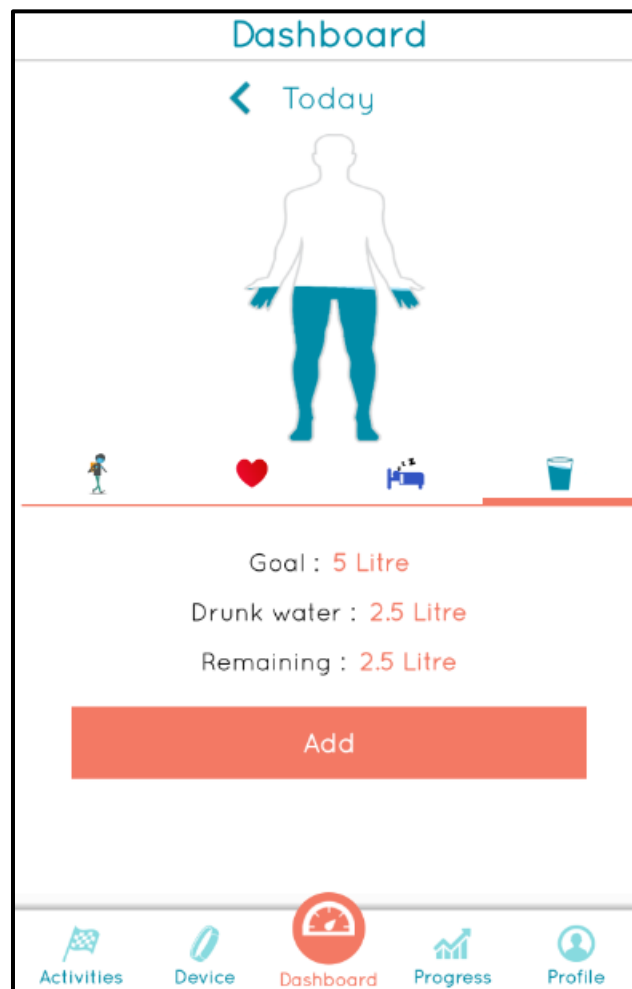 Dashboard
Today
Goal : 5 Litre
Drunk water : 2.5 Litre
Remaining : 2.5 Litre
Add
Activities Device Dashboard Progress Profile